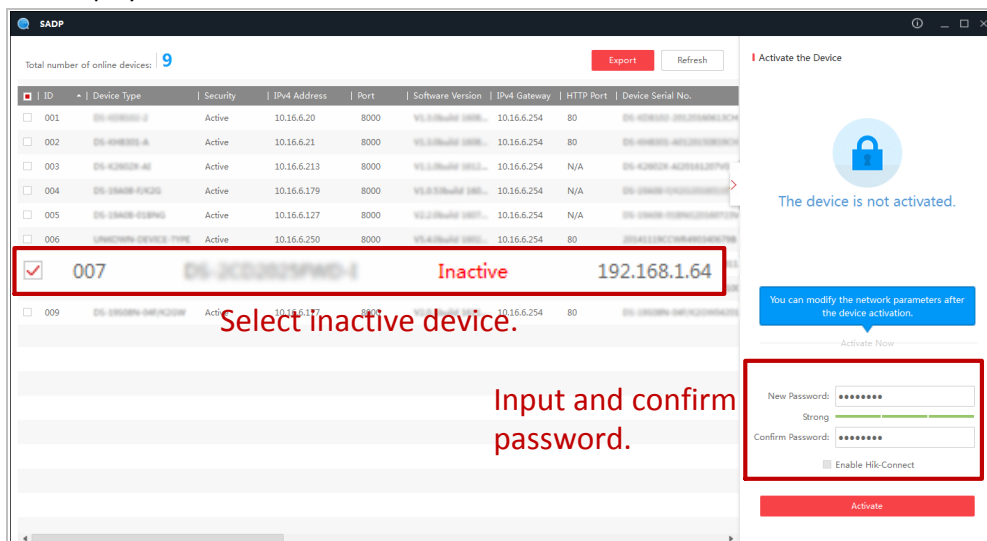 SADP
Total number of online devices: 9
Export
Refresh
Activate the Device
ID | Device Type | Security | IPv4 Address | Port | Software Version | IPv4 Gateway | HTTP Port | Device Serial No.
001 Active 10.16.6.20 8000 10.16.6.254 80
002 Active 10.16.6.21 8000 10.16.6.254 80
003 Active 10.16.6.213 8000 10.16.6.254 N/A
004 Active 10.16.6.179 8000 10.16.6.254 N/A
005 Active 10.16.6.127 8000 10.16.6.254 N/A
006 UNKOWN-DEVICE-TYPE Active 10.16.6.250 8000 10.16.6.254 80
007 Inactive 192.168.1.64
009 10.16.6.254 80
Select inactive device.
Input and confirm
password.
The device is not activated.
You can modify the network parameters after
the device activation.
Activate Now
New Password: ●●●●●●●●
Strong
Confirm Password: ●●●●●●●●
Enable Hik-Connect
Activate